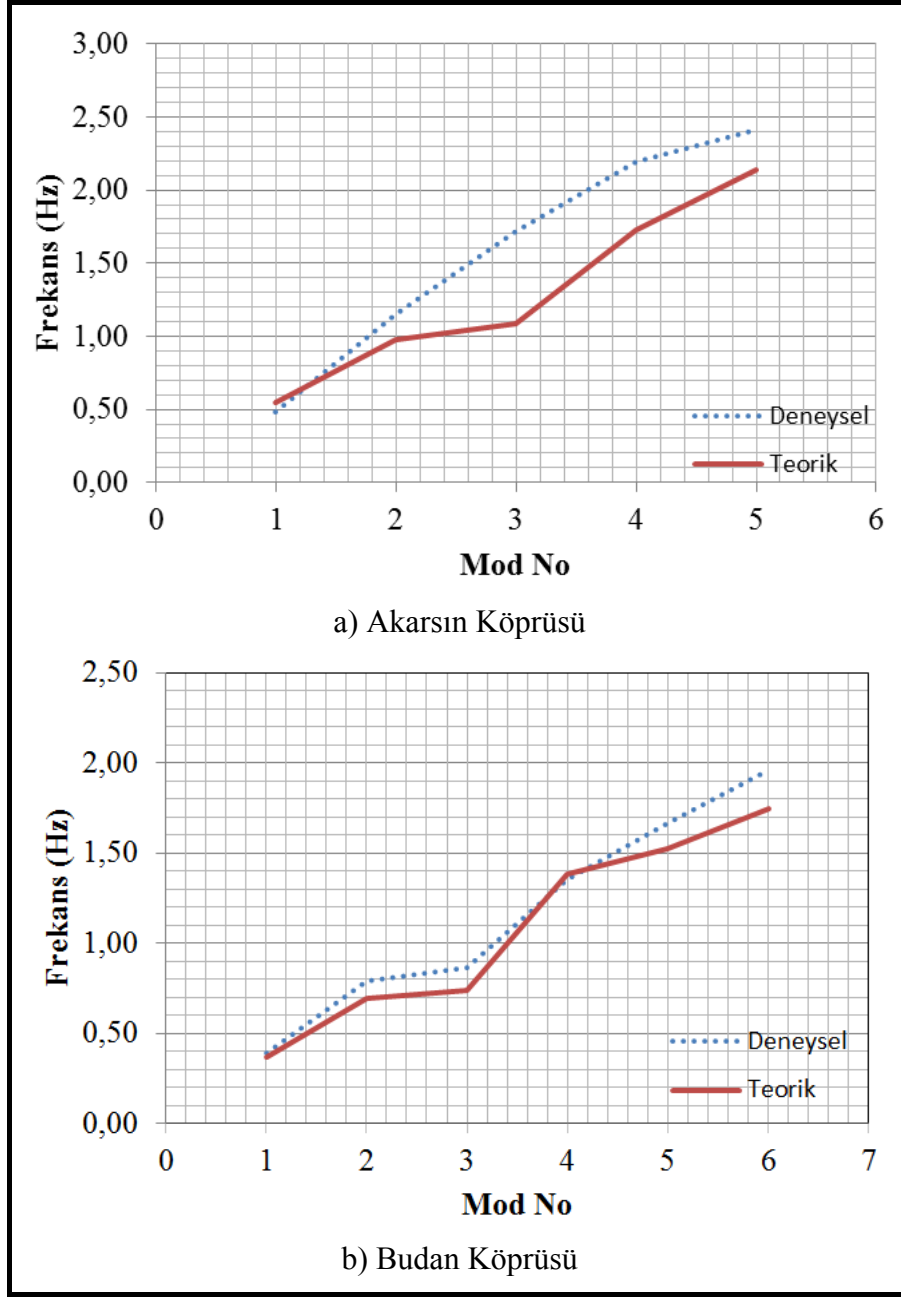 3,00
2,50
2,00
1,50
1,00
0,50
0,00
Frekans (Hz)
Deneysel
Teorik
0 1 2 3 4 5 6
Mod No
a) Akarsın Köprüsü
2,50
2,00
1,50
1,00
0,50
0,00
Frekans (Hz)
Deneysel
Teorik
0 1 2 3 4 5 6 7
Mod No
b) Budan Köprüsü